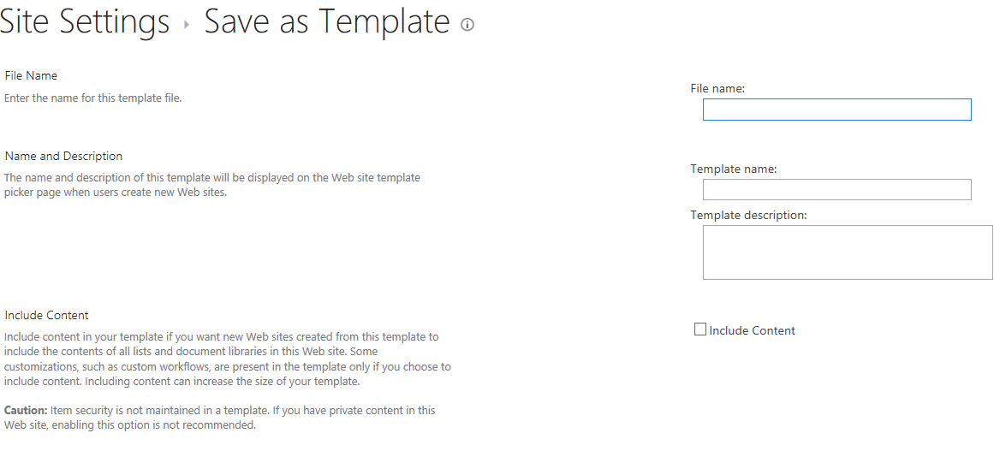 Site Settings ▸ Save as Template ⓘ
File Name
Enter the name for this template file.
File name:
Name and Description
The name and description of this template will be displayed on the Web site template
picker page when users create new Web sites.
Template name:
Template description:
Include Content
Include content in your template if you want new Web sites created from this template to
include the contents of all lists and document libraries in this Web site. Some
customizations, such as custom workflows, are present in the template only if you choose to
include content. Including content can increase the size of your template.
Caution: Item security is not maintained in a template. If you have private content in this
Web site, enabling this option is not recommended.
Include Content